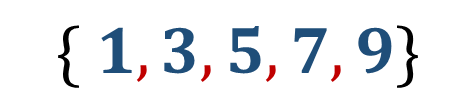 { 1, 3, 5, 7, 9}